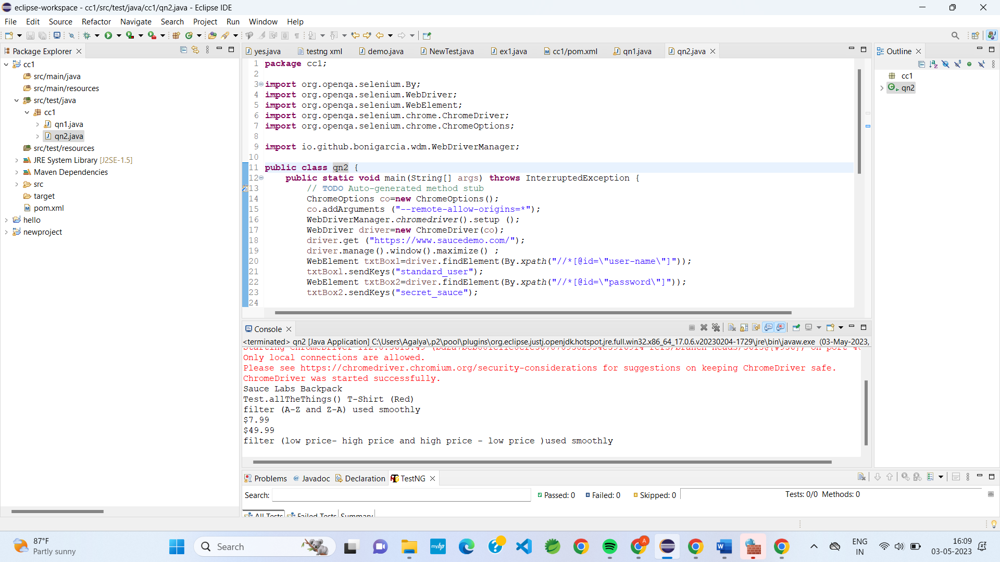 eclipse-workspace - cc1/src/test/java/cc1/qn2.java - Eclipse IDE
File Edit Source Refactor Navigate Search Project Run Window Help
Package Explorer
cc1
src/main/java
src/main/resources
src/test/java
cc1
qn1.java
qn2.java
src/test/resources
JRE System Library [J2SE-1.5]
Maven Dependencies
src
target
pom.xml
hello
newproject
yes.java testng xml demo.java NewTest.java ex1.java cc1/pom.xml qn1.java qn2.java
1 package cc1;
2
3 import org.openqa.selenium.By;
4 import org.openqa.selenium.WebDriver;
5 import org.openqa.selenium.WebElement;
6 import org.openqa.selenium.chrome.ChromeDriver;
7 import org.openqa.selenium.chrome.ChromeOptions;
8
9 import io.github.bonigarcia.wdm.WebDriverManager;
10
11 public class qn2 {
12 public static void main(String[] args) throws InterruptedException {
13 // TODO Auto-generated method stub
14 ChromeOptions co=new ChromeOptions();
15 co.addArguments ("--remote-allow-origins=*");
16 WebDriverManager.chromedriver().setup ();
17 WebDriver driver=new ChromeDriver(co);
18 driver.get ("https://www.saucedemo.com/");
19 driver.manage().window().maximize() ;
20 WebElement txtBoxl=driver.findElement(By.xpath("//*[@id=\"user-name\"]"));
21 txtBoxl.sendKeys("standard_user");
22 WebElement txtBox2=driver.findElement(By.xpath("//*[@id=\"password\"]"));
23 txtBox2.sendKeys("secret_sauce");
24
Outline
cc1
qn2
Console
<terminated> qn2 [Java Application] C:\Users\Agalya\.p2\pool\plugins\org.eclipse.justj.openjdk.hotspot.jre.full.win32.x86_64_17.0.6.v20230204-1729\jre\bin\javaw.exe (03-May-2023,
Only local connections are allowed.
Please see https://chromedriver.chromium.org/security-considerations for suggestions on keeping ChromeDriver safe.
ChromeDriver was started successfully.
Sauce Labs Backpack
Test.allTheThings() T-Shirt (Red)
filter (A-Z and Z-A) used smoothly
$7.99
$49.99
filter (low price- high price and high price - low price )used smoothly
Problems Javadoc Declaration TestNG
Search: Passed: 0 Failed: 0 Skipped: 0 Tests: 0/0 Methods: 0
All Tests Failed Tests Summary
87°F
Partly sunny
Search
myhp
A
ENG
IN
16:09
03-05-2023